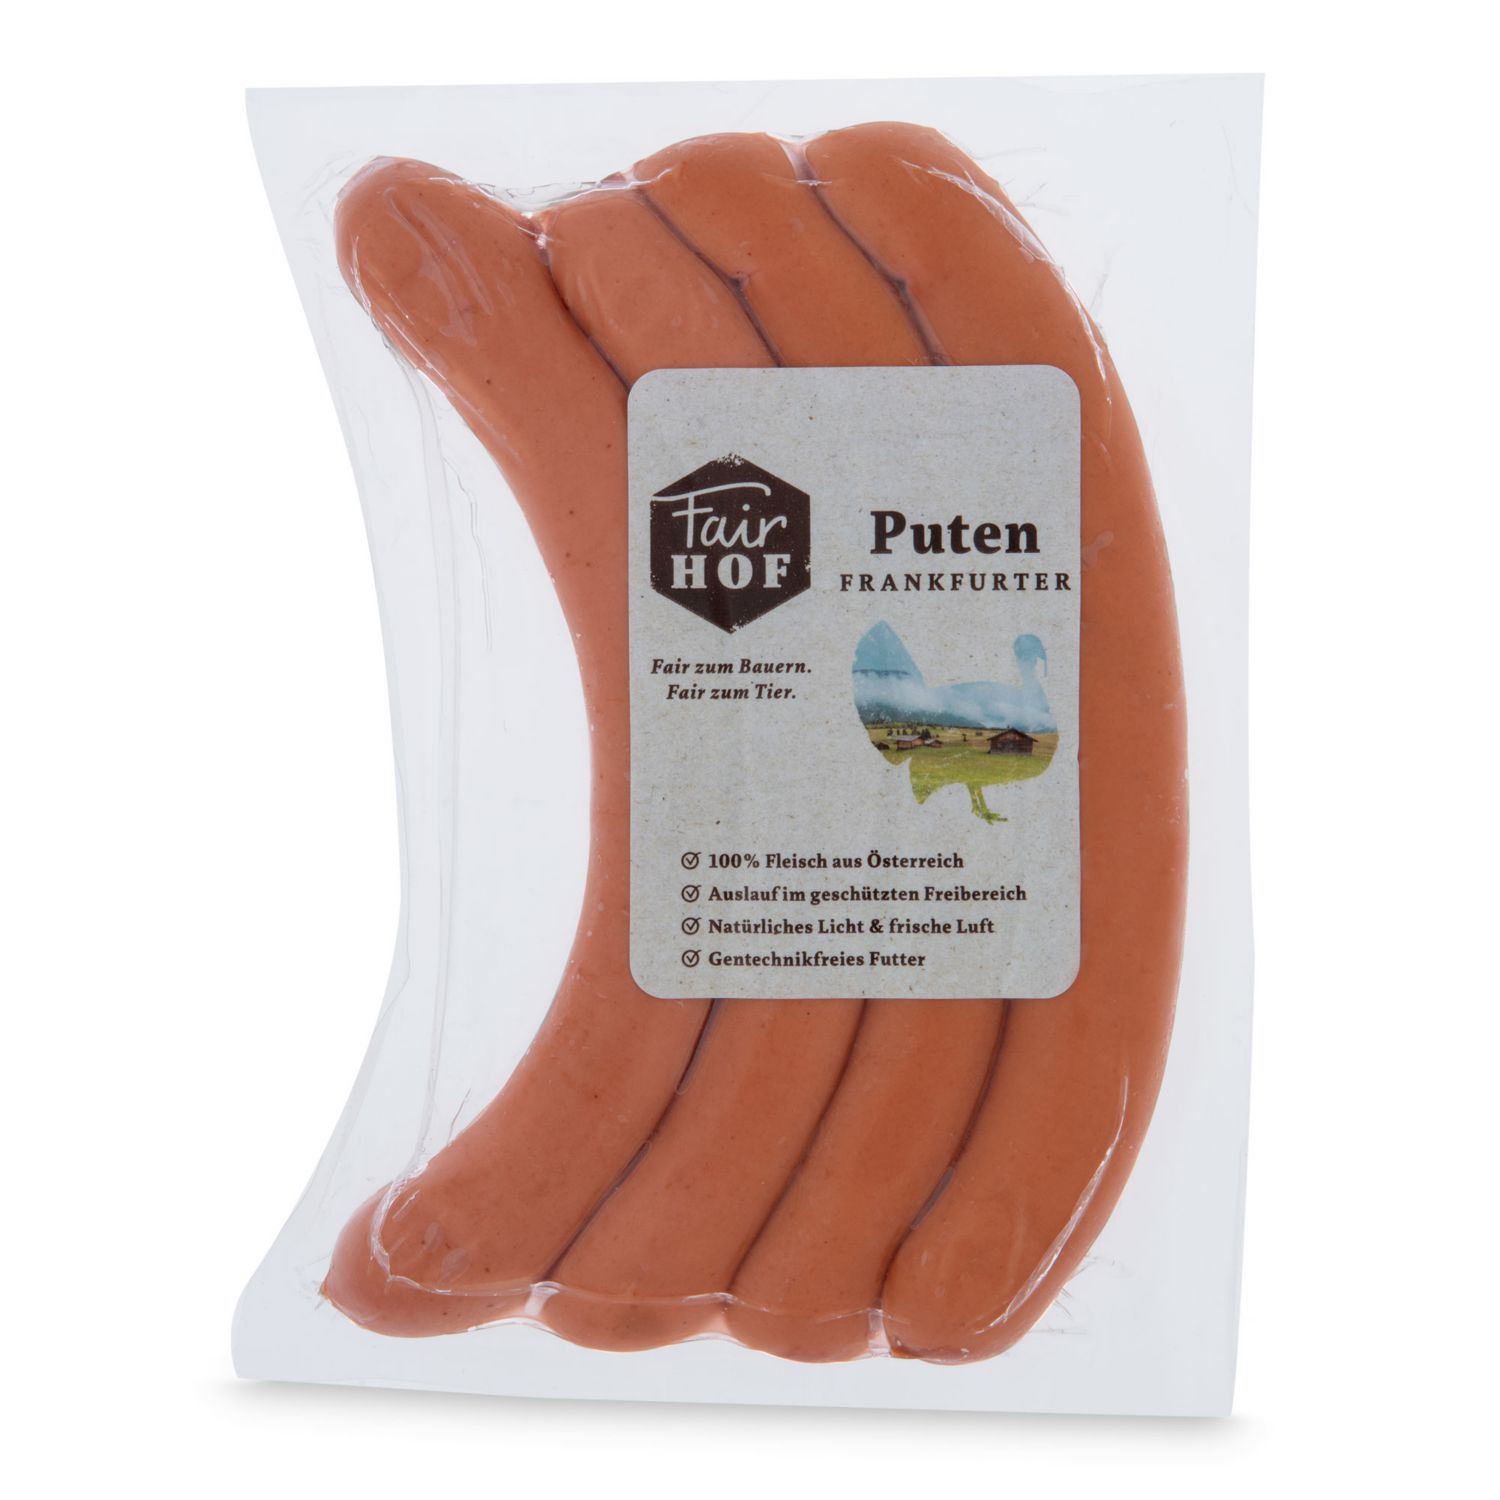 Fair
HOF
Puten
FRANKFURTER
Fair zum Bauern.
Fair zum Tier.
100% Fleisch aus Österreich
Auslauf im geschützten Freibereich
Natürliches Licht & frische Luft
Gentechnikfreies Futter